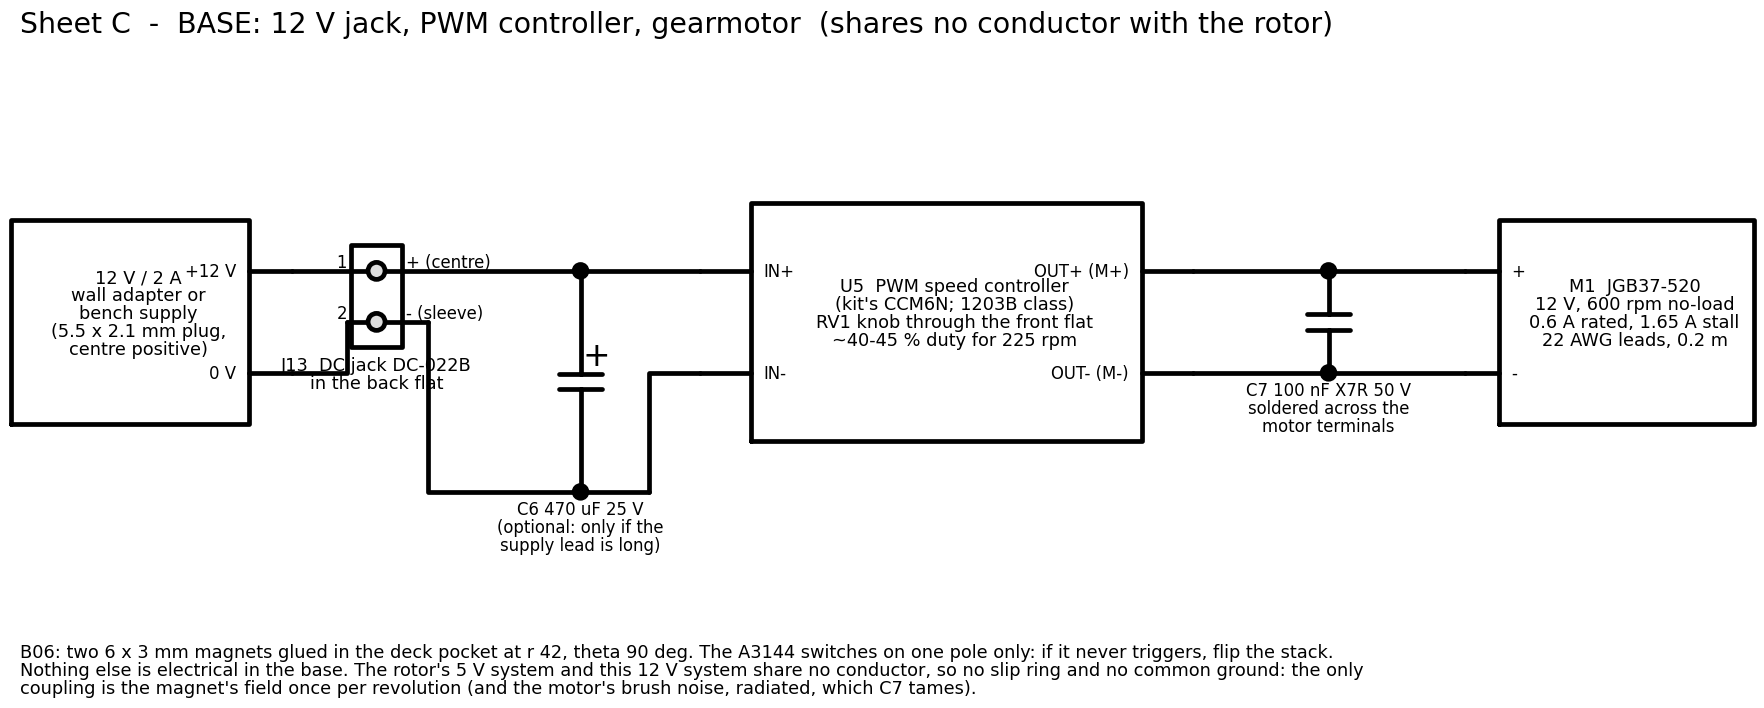 Sheet C  -  BASE: 12 V jack, PWM controller, gearmotor  (shares no conductor with the rotor)
12 V / 2 A
wall adapter or
bench supply
(5.5 x 2.1 mm plug,
centre positive)
+12 V
0 V
1
2
+ (centre)
- (sleeve)
J13  DC jack DC-022B
in the back flat
+
C6 470 uF 25 V
(optional: only if the
supply lead is long)
IN+
IN-
U5  PWM speed controller
(kit's CCM6N; 1203B class)
RV1 knob through the front flat
~40-45 % duty for 225 rpm
OUT+ (M+)
OUT- (M-)
C7 100 nF X7R 50 V
soldered across the
motor terminals
+
-
M1  JGB37-520
12 V, 600 rpm no-load
0.6 A rated, 1.65 A stall
22 AWG leads, 0.2 m
B06: two 6 x 3 mm magnets glued in the deck pocket at r 42, theta 90 deg. The A3144 switches on one pole only: if it never triggers, flip the stack.
Nothing else is electrical in the base. The rotor's 5 V system and this 12 V system share no conductor, so no slip ring and no common ground: the only
coupling is the magnet's field once per revolution (and the motor's brush noise, radiated, which C7 tames).